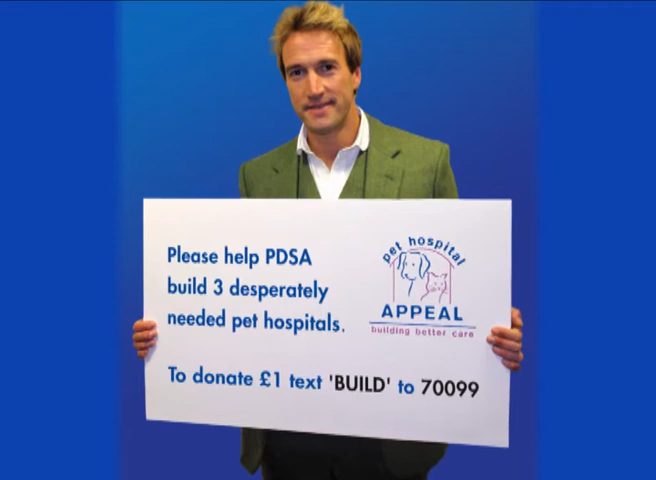 Please help PDSA
build 3 desperately
needed pet hospitals.
To donate £1 text 'BUILD' to 70099
pet hospital
APPEAL
building better care